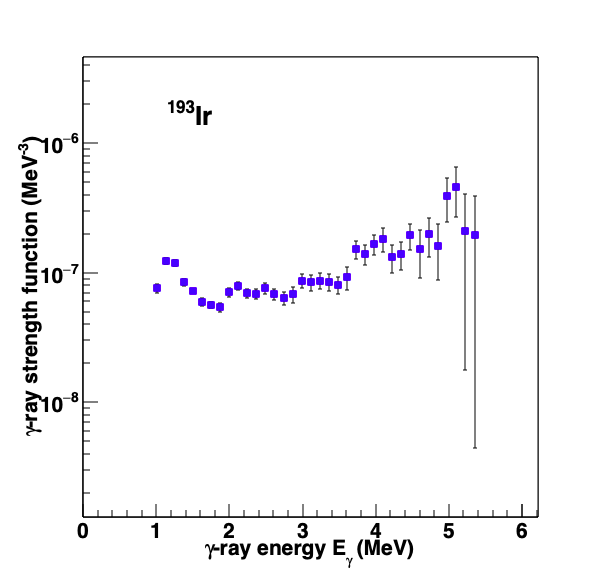 ¹⁹³Ir
γ-ray strength function (MeV⁻³)
10⁻⁶
10⁻⁷
10⁻⁸
0 1 2 3 4 5 6
γ-ray energy E_γ (MeV)